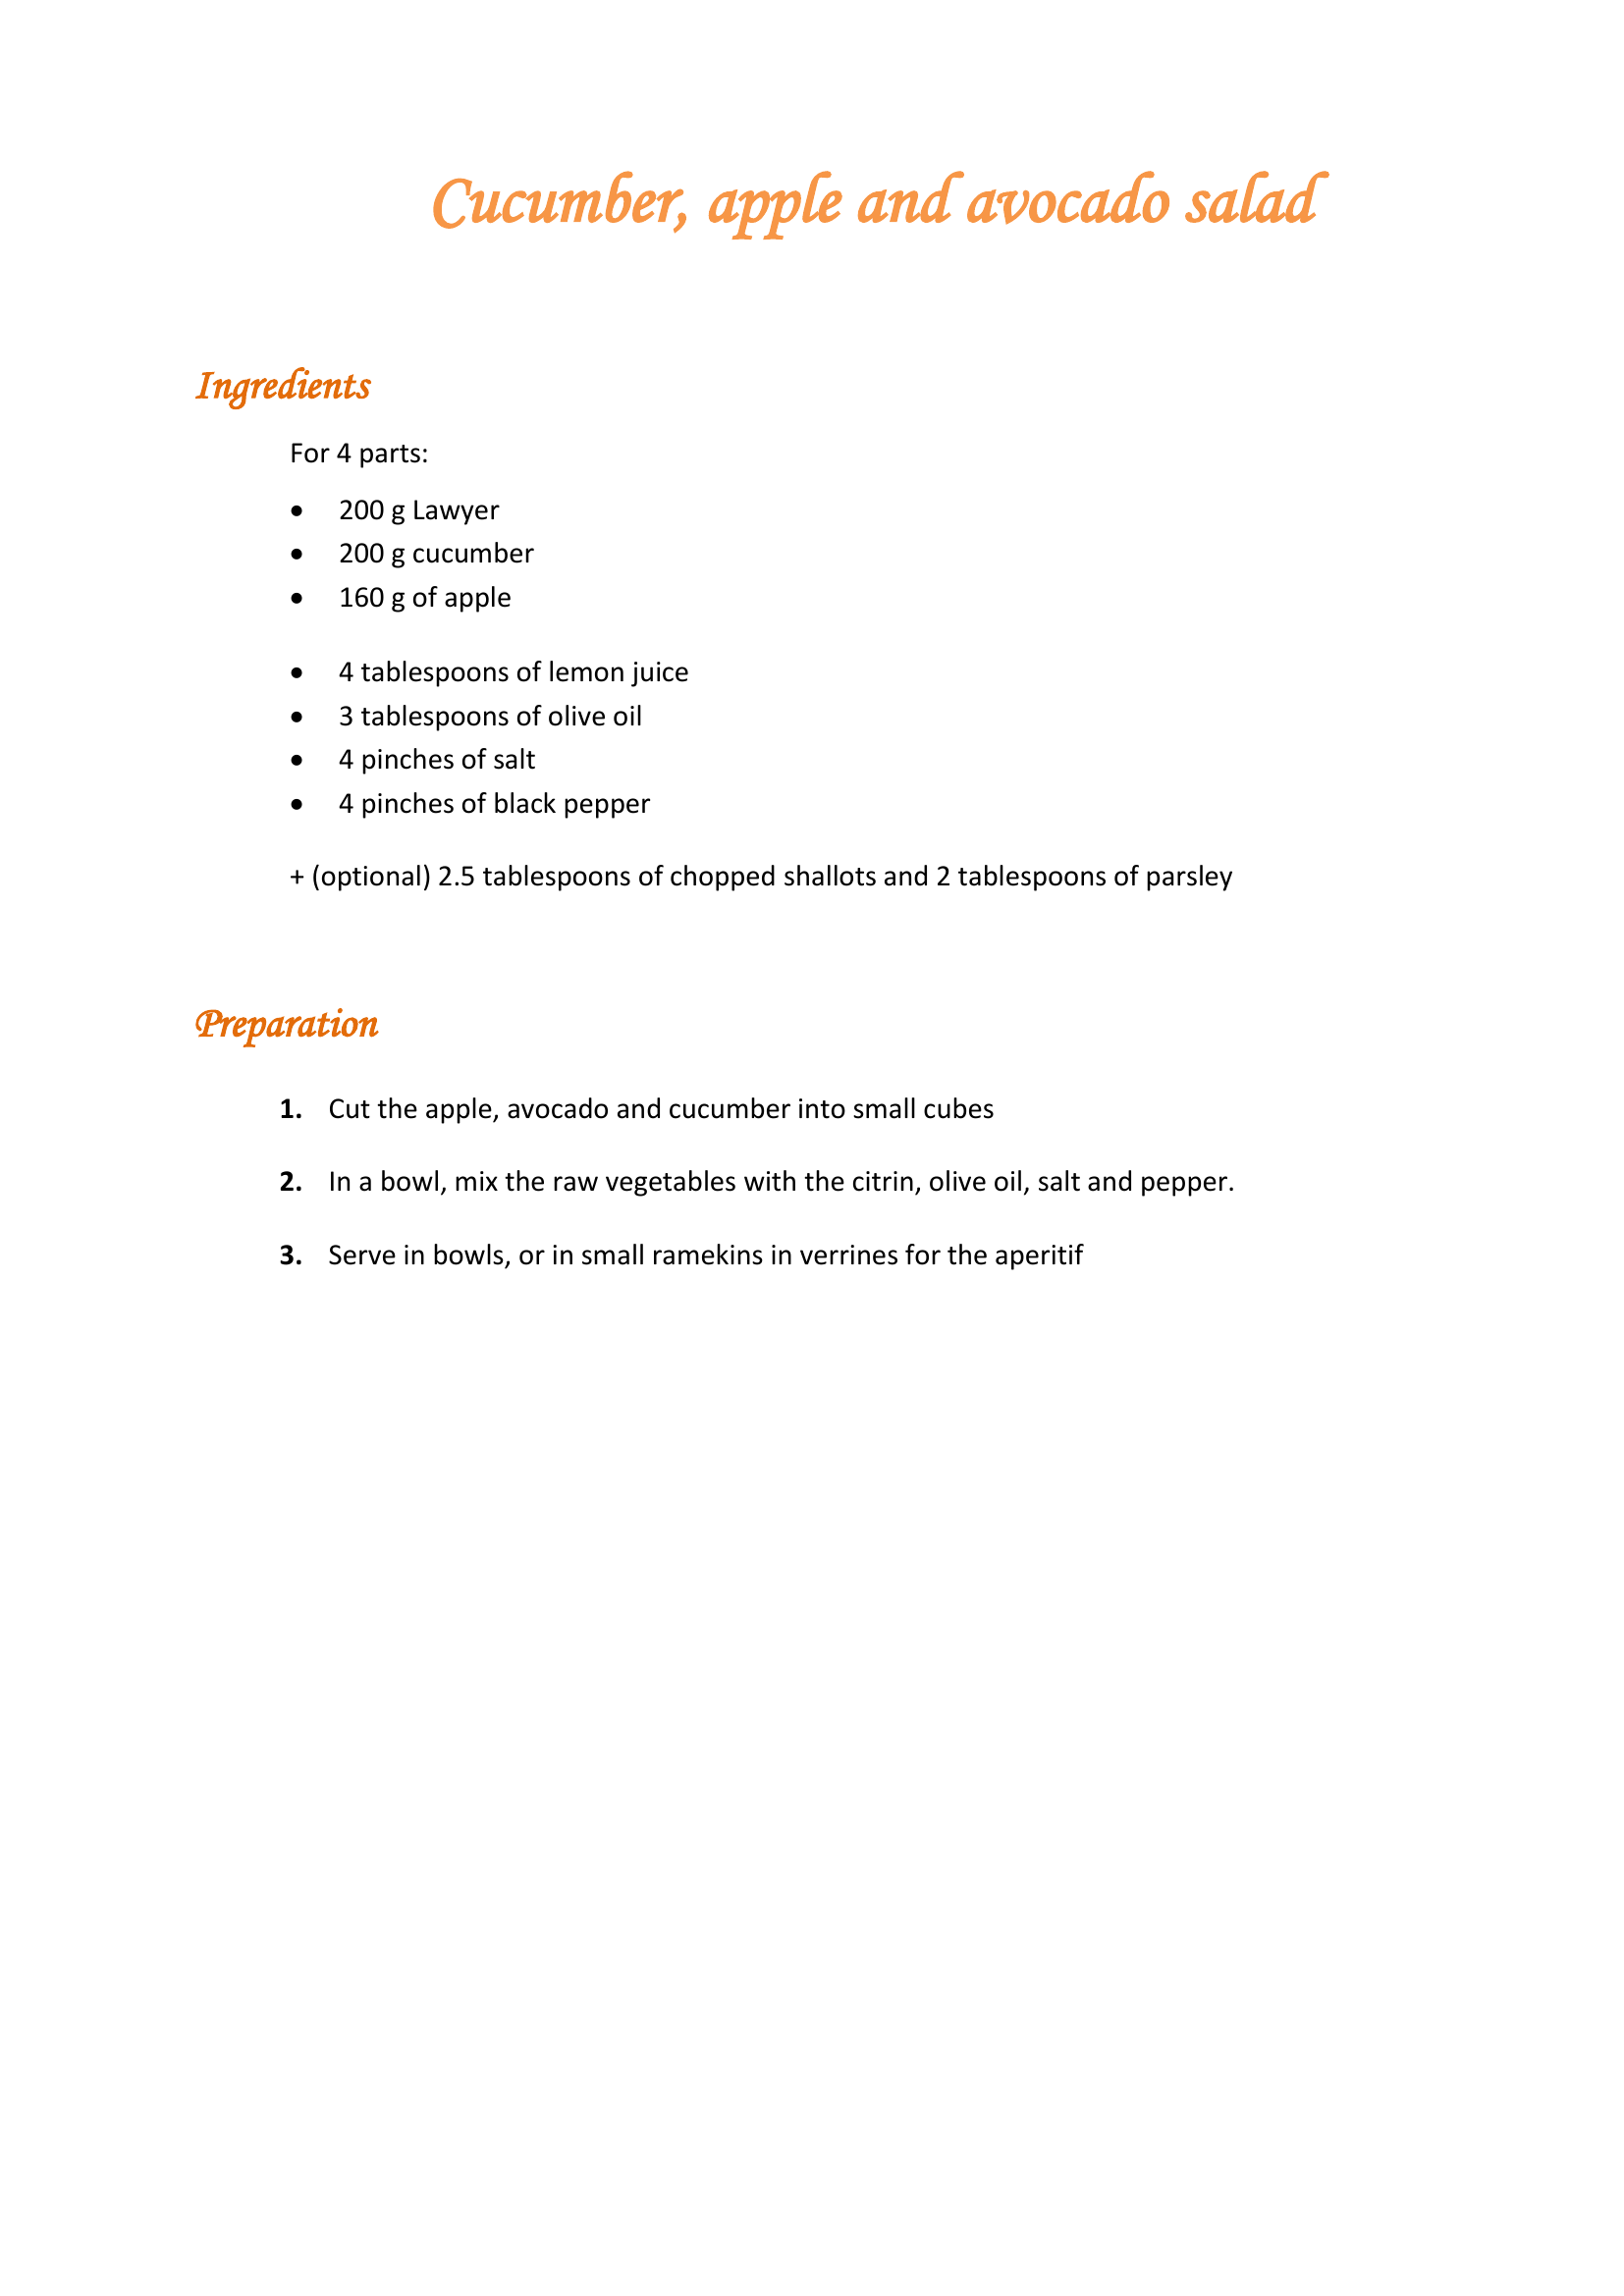 Cucumber, apple and avocado salad
Ingredients
For 4 parts:
• 200 g Lawyer
• 200 g cucumber
• 160 g of apple
• 4 tablespoons of lemon juice
• 3 tablespoons of olive oil
• 4 pinches of salt
• 4 pinches of black pepper
+ (optional) 2.5 tablespoons of chopped shallots and 2 tablespoons of parsley
Preparation
1. Cut the apple, avocado and cucumber into small cubes
2. In a bowl, mix the raw vegetables with the citrin, olive oil, salt and pepper.
3. Serve in bowls, or in small ramekins in verrines for the aperitif